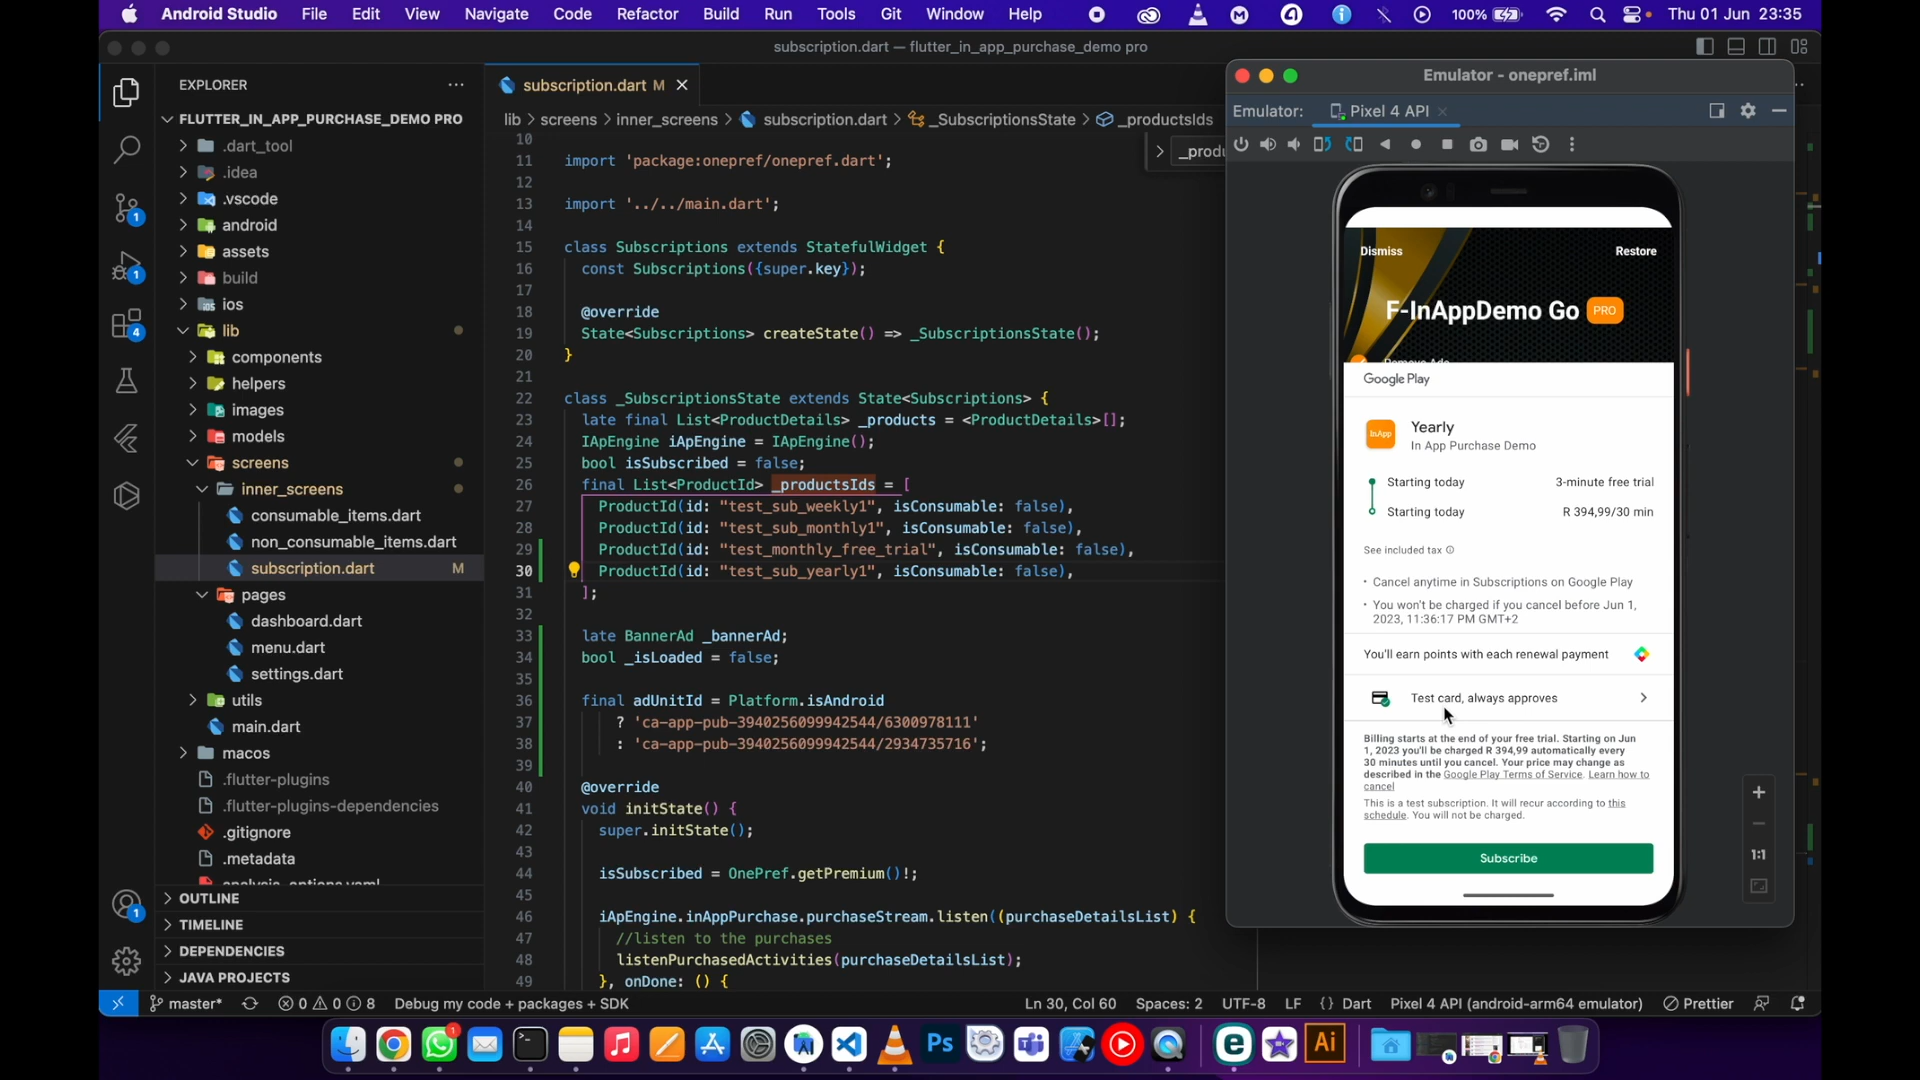 Android Studio File Edit View Navigate Code Refactor Build Run Tools Git Window Help 100% Thu 01 Jun 23:35
subscription.dart — flutter_in_app_purchase_demo pro
EXPLORER
FLUTTER_IN_APP_PURCHASE_DEMO PRO
.dart_tool
.idea
.vscode
android
assets
build
ios
lib
components
helpers
images
models
screens
inner_screens
consumable_items.dart
non_consumable_items.dart
subscription.dart M
pages
dashboard.dart
menu.dart
settings.dart
utils
main.dart
macos
.flutter-plugins
.flutter-plugins-dependencies
.gitignore
.metadata
OUTLINE
TIMELINE
DEPENDENCIES
JAVA PROJECTS
1
1
4
1
subscription.dart M
lib > screens > inner_screens > subscription.dart > _SubscriptionsState > _productsIds
10
11 import 'package:onepref/onepref.dart';
12
13 import '../../main.dart';
14
15 class Subscriptions extends StatefulWidget {
16 const Subscriptions({super.key});
17
18 @override
19 State<Subscriptions> createState() => _SubscriptionsState();
20 }
21
22 class _SubscriptionsState extends State<Subscriptions> {
23 late final List<ProductDetails> _products = <ProductDetails>[];
24 IApEngine iApEngine = IApEngine();
25 bool isSubscribed = false;
26 final List<ProductId> _productsIds = [
27 ProductId(id: "test_sub_weekly1", isConsumable: false),
28 ProductId(id: "test_sub_monthly1", isConsumable: false),
29 ProductId(id: "test_monthly_free_trial", isConsumable: false),
30 ProductId(id: "test_sub_yearly1", isConsumable: false),
31 ];
32
33 late BannerAd _bannerAd;
34 bool _isLoaded = false;
35
36 final adUnitId = Platform.isAndroid
37 ? 'ca-app-pub-3940256099942544/6300978111'
38 : 'ca-app-pub-3940256099942544/2934735716';
39
40 @override
41 void initState() {
42 super.initState();
43
44 isSubscribed = OnePref.getPremium()!;
45
46 iApEngine.inAppPurchase.purchaseStream.listen((purchaseDetailsList) {
47 //listen to the purchases
48 listenPurchasedActivities(purchaseDetailsList);
49 }, onDone: () {
_produ
Emulator - onepref.iml
Emulator: Pixel 4 API
Dismiss Restore
F-InAppDemo Go PRO
Google Play
InApp
Yearly
In App Purchase Demo
Starting today 3-minute free trial
Starting today R 394,99/30 min
See included tax
• Cancel anytime in Subscriptions on Google Play
• You won't be charged if you cancel before Jun 1,
2023, 11:36:17 PM GMT+2
You'll earn points with each renewal payment
Test card, always approves
Billing starts at the end of your free trial. Starting on Jun
1, 2023 you'll be charged R 394,99 automatically every
30 minutes until you cancel. Your price may change as
described in the Google Play Terms of Service. Learn how to
cancel
This is a test subscription. It will recur according to this
schedule. You will not be charged.
Subscribe
1:1
master* 0 0 8 Debug my code + packages + SDK Ln 30, Col 60 Spaces: 2 UTF-8 LF {} Dart Pixel 4 API (android-arm64 emulator) Prettier
1
Ps
Ai